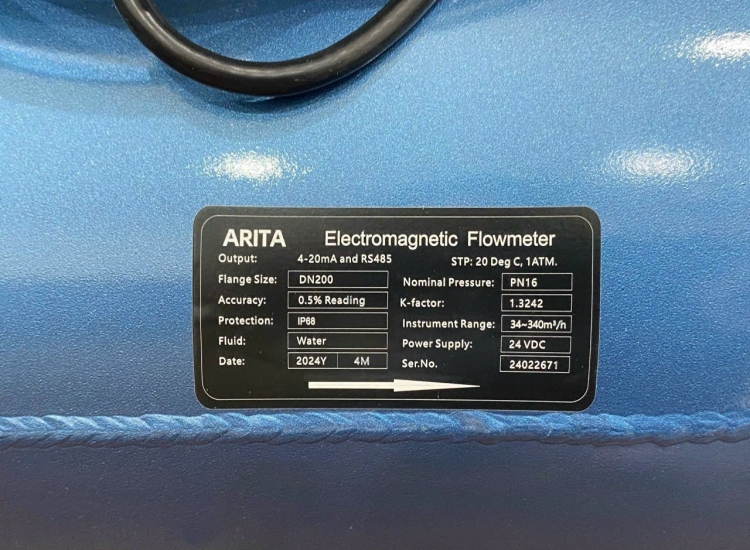 ARITA Electromagnetic Flowmeter
Output: 4-20mA and RS485 STP: 20 Deg C, 1ATM.
Flange Size: DN200 Nominal Pressure: PN16
Accuracy: 0.5% Reading K-factor: 1.3242
Protection: IP68 Instrument Range: 34~340m³/h
Fluid: Water Power Supply: 24 VDC
Date: 2024Y 4M Ser.No. 24022671